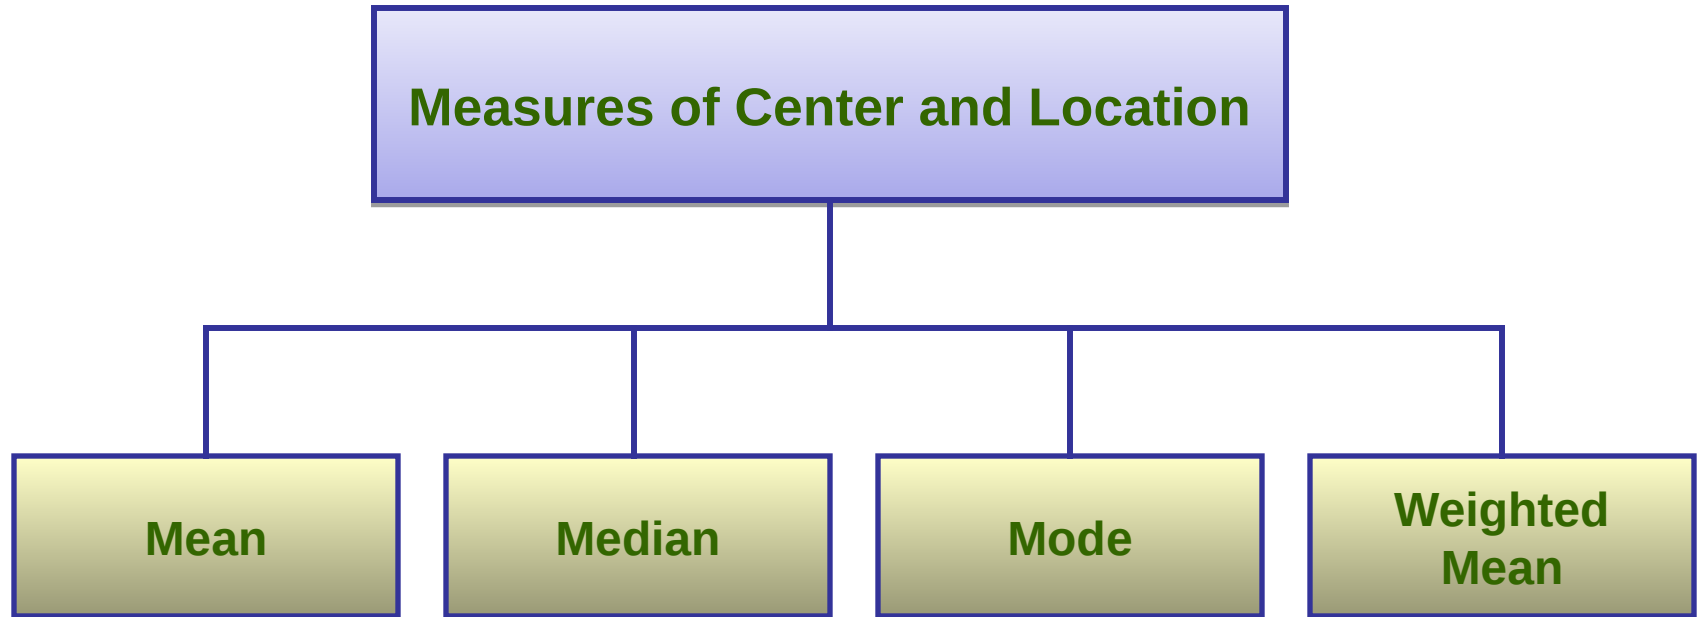 Measures of Center and Location
Mean
Median
Mode
Weighted
Mean